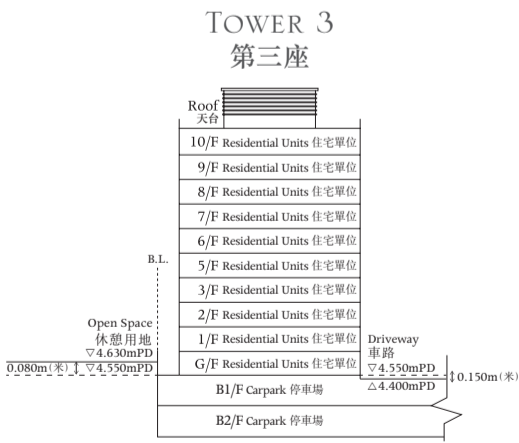 TOWER 3
第三座
Roof
天台
10/F Residential Units 住宅單位
9/F Residential Units 住宅單位
8/F Residential Units 住宅單位
7/F Residential Units 住宅單位
6/F Residential Units 住宅單位
5/F Residential Units 住宅單位
3/F Residential Units 住宅單位
2/F Residential Units 住宅單位
1/F Residential Units 住宅單位
G/F Residential Units 住宅單位
B1/F Carpark 停車場
B2/F Carpark 停車場
B.L.
Open Space
休憩用地
▽4.630mPD
0.080m(米) ▽4.550mPD
Driveway
車路
▽4.550mPD
△4.400mPD
0.150m(米)